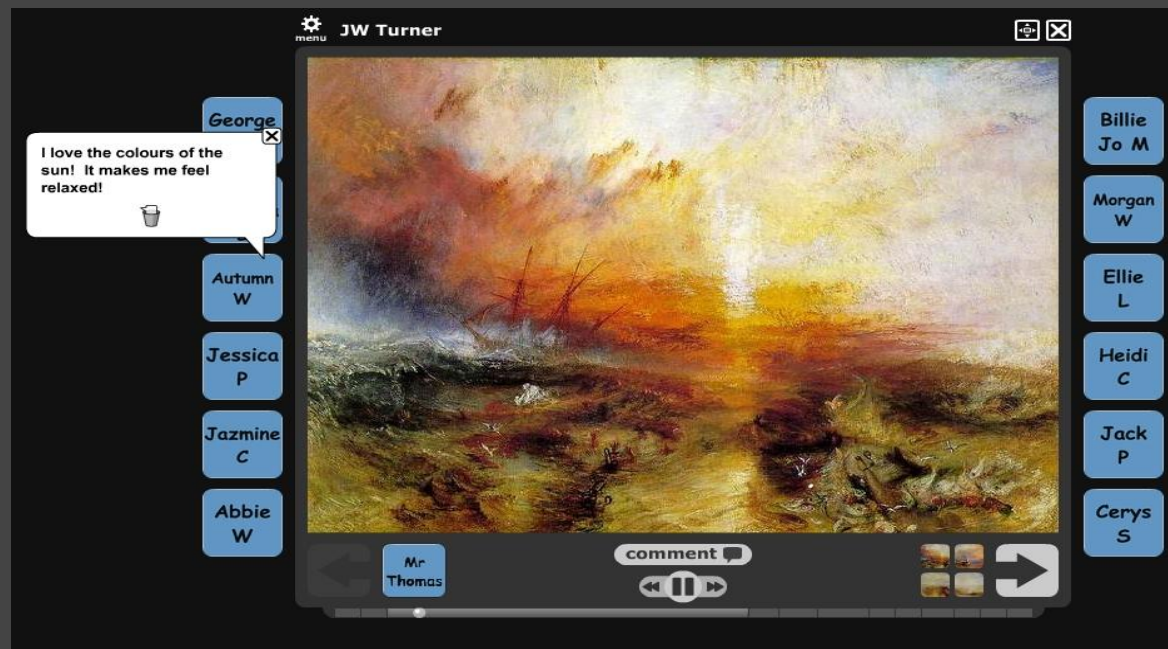 menu
JW Turner
George
I love the colours of the
sun!  It makes me feel
relaxed!
Autumn
W
Jessica
P
Jazmine
C
Abbie
W
Billie
Jo M
Morgan
W
Ellie
L
Heidi
C
Jack
P
Cerys
S
Mr
Thomas
comment